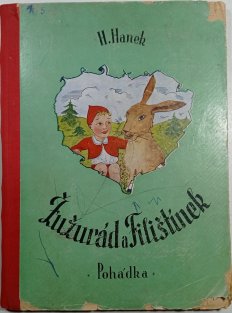 H. Hanek
Žužurád a Filištínek
· Pohádka ·